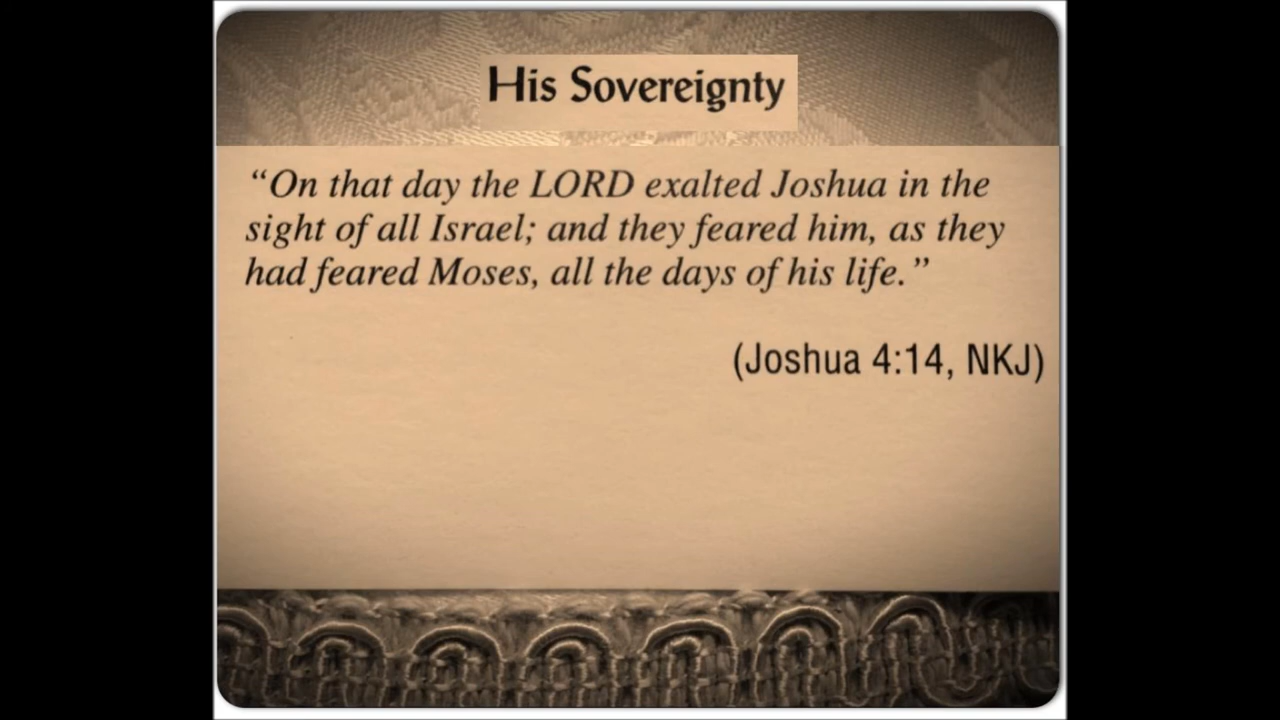 His Sovereignty
“On that day the LORD exalted Joshua in the
sight of all Israel; and they feared him, as they
had feared Moses, all the days of his life.”
(Joshua 4:14, NKJ)